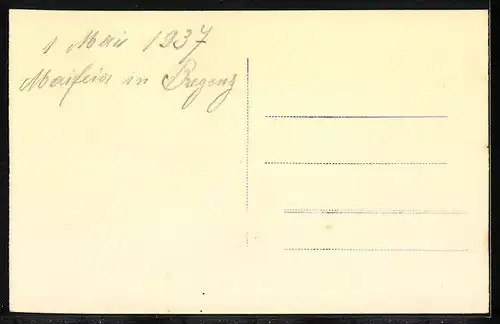 1 Mai 1937
Maifeier in Bregenz